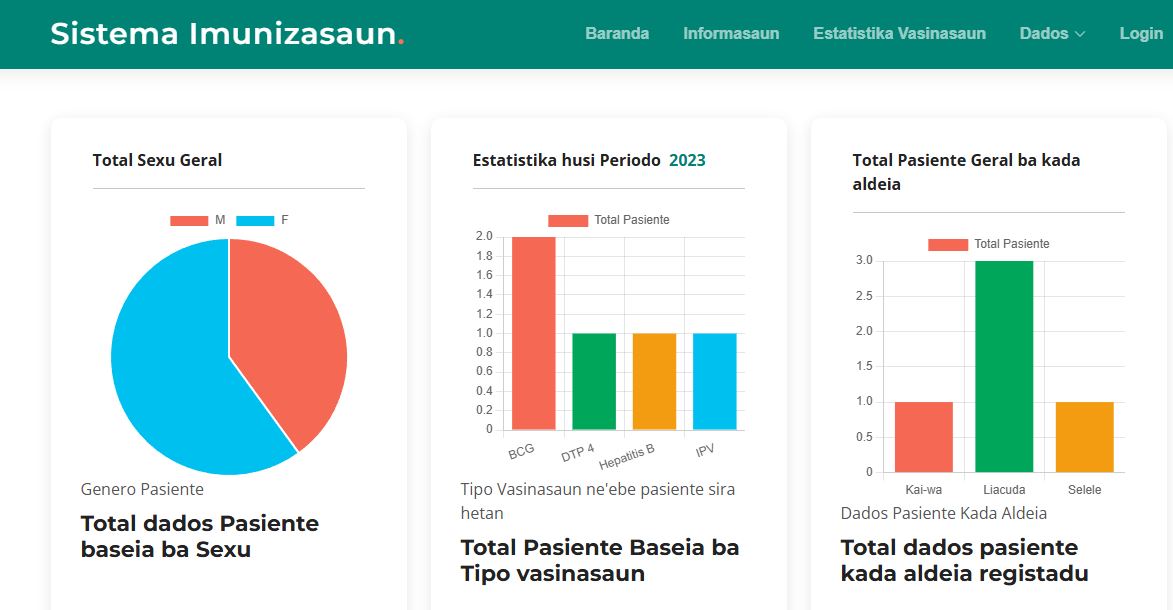 Sistema Imunizasaun.
Baranda Informasaun Estatistika Vasinasaun Dados Login
Total Sexu Geral
M F
Genero Pasiente
Total dados Pasiente
baseia ba Sexu
Estatistika husi Periodo 2023
Total Pasiente
2.0
1.8
1.6
1.4
1.2
1.0
0.8
0.6
0.4
0.2
0
BCG DTP 4 Hepatitis B IPV
Tipo Vasinasaun ne'ebe pasiente sira
hetan
Total Pasiente Baseia ba
Tipo vasinasaun
Total Pasiente Geral ba kada
aldeia
Total Pasiente
3.0
2.5
2.0
1.5
1.0
0.5
0
Kai-wa Liacuda Selele
Dados Pasiente Kada Aldeia
Total dados pasiente
kada aldeia registadu